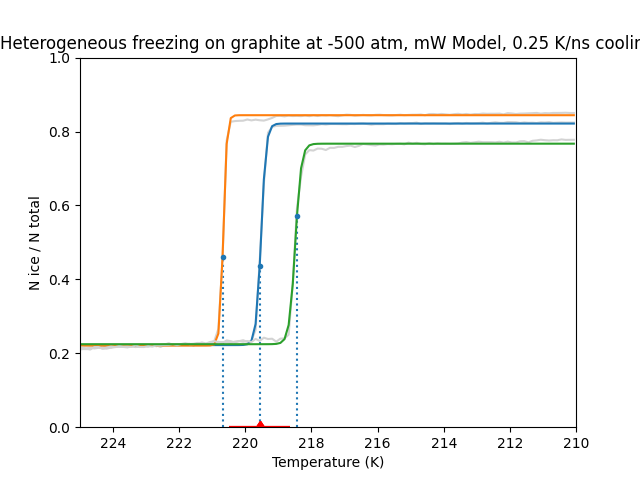 Heterogeneous freezing on graphite at -500 atm, mW Model, 0.25 K/ns
1.0
0.8
0.6
0.4
0.2
0.0
N ice / N total
224 222 220 218 216 214 212 210
Temperature (K)